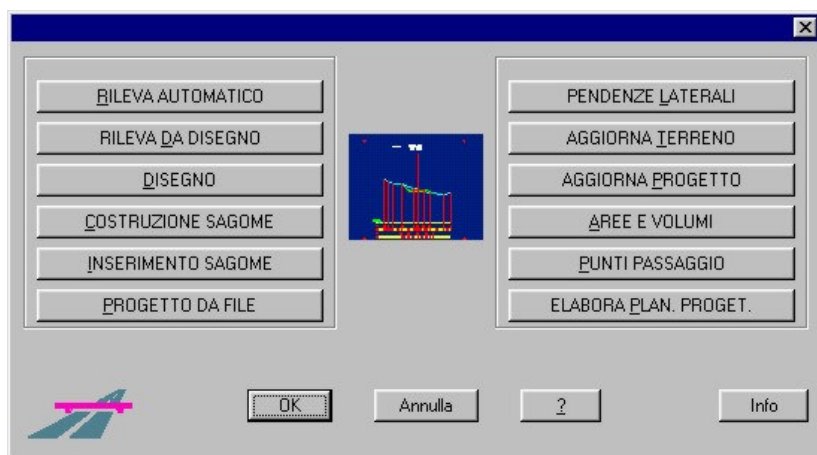 RILEVA AUTOMATICO
RILEVA DA DISEGNO
DISEGNO
COSTRUZIONE SAGOME
INSERIMENTO SAGOME
PROGETTO DA FILE
PENDENZE LATERALI
AGGIORNA TERRENO
AGGIORNA PROGETTO
AREE E VOLUMI
PUNTI PASSAGGIO
ELABORA PLAN. PROGET.
OK
Annulla
?
Info